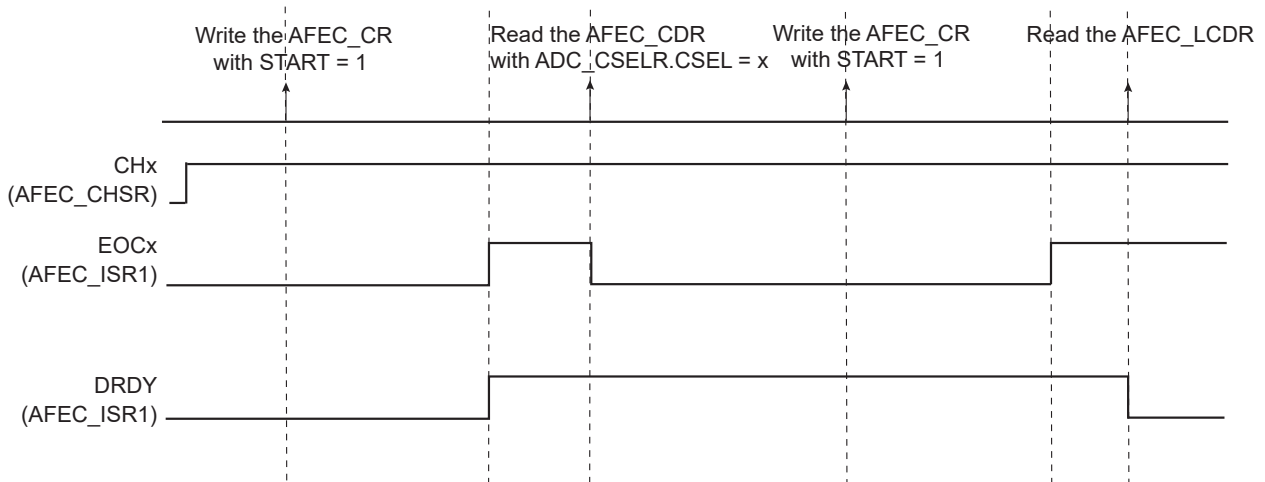 Write the AFEC_CR
with START = 1
Read the AFEC_CDR
with ADC_CSELR.CSEL = x
Write the AFEC_CR
with START = 1
Read the AFEC_LCDR
CHx
(AFEC_CHSR)
EOCx
(AFEC_ISR1)
DRDY
(AFEC_ISR1)